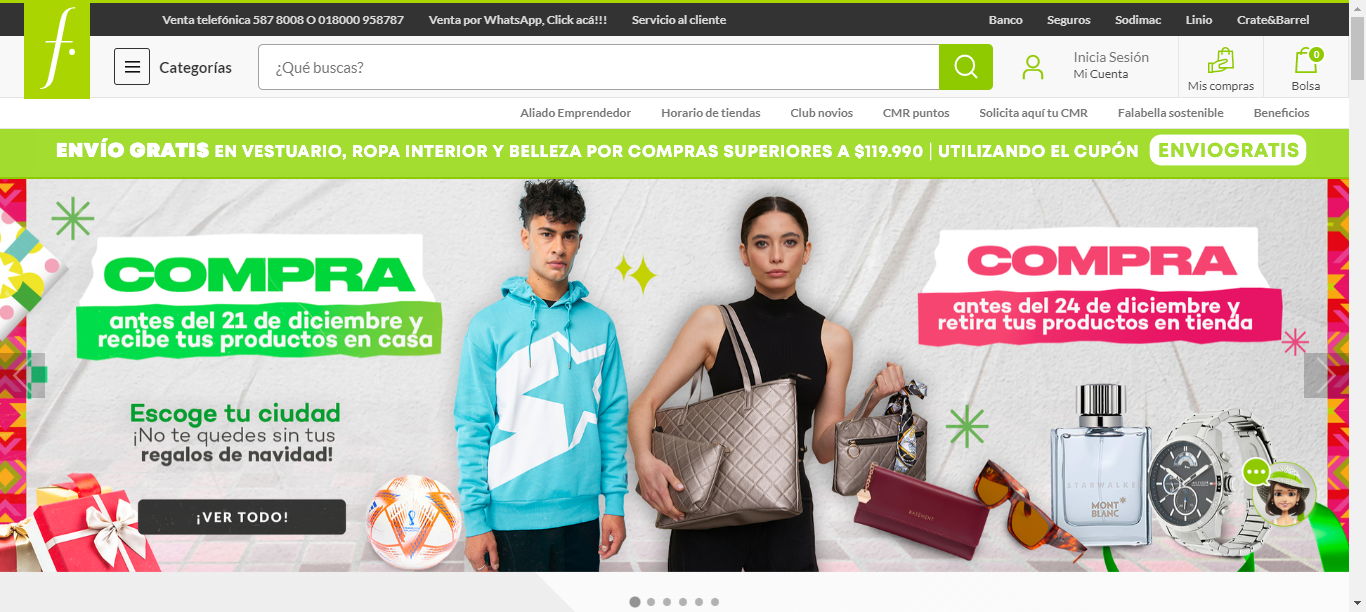 Venta telefónica 587 8008 O 018000 958787 Venta por WhatsApp, Click acá!!! Servicio al cliente Banco Seguros Sodimac Linio Crate&Barrel
f.
Categorías
¿Qué buscas?
Inicia Sesión
Mi Cuenta
Mis compras
0
Bolsa
Aliado Emprendedor Horario de tiendas Club novios CMR puntos Solicita aquí tu CMR Falabella sostenible Beneficios
ENVÍO GRATIS EN VESTUARIO, ROPA INTERIOR Y BELLEZA POR COMPRAS SUPERIORES A $119.990 | UTILIZANDO EL CUPÓN ENVIOGRATIS
COMPRA
antes del 21 de diciembre y
recibe tus productos en casa
Escoge tu ciudad
¡No te quedes sin tus
regalos de navidad!
¡VER TODO!
COMPRA
antes del 24 de diciembre y
retira tus productos en tienda
BASEMENT
STARWALKER
MONT
BLANC